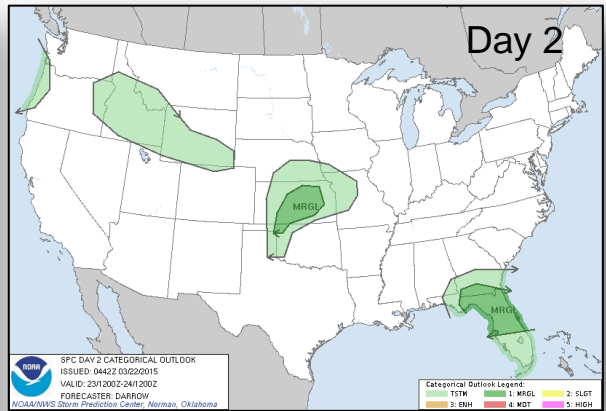 Day 2
MRGL
MRGL
NOAA
SPC DAY 2 CATEGORICAL OUTLOOK
ISSUED: 0442Z 03/22/2015
VALID: 23/1200Z-24/1200Z
FORECASTER: DARROW
NOAA/NWS Storm Prediction Center, Norman, Oklahoma
Categorical Outlook Legend:
TSTM 1: MRGL 2: SLGT
3: ENH 4: MDT 5: HIGH